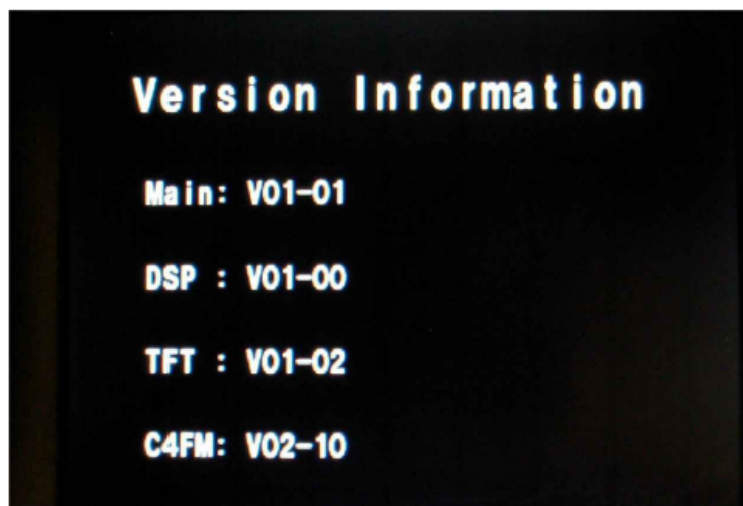 Version Information
Main: V01-01
DSP : V01-00
TFT : V01-02
C4FM: V02-10